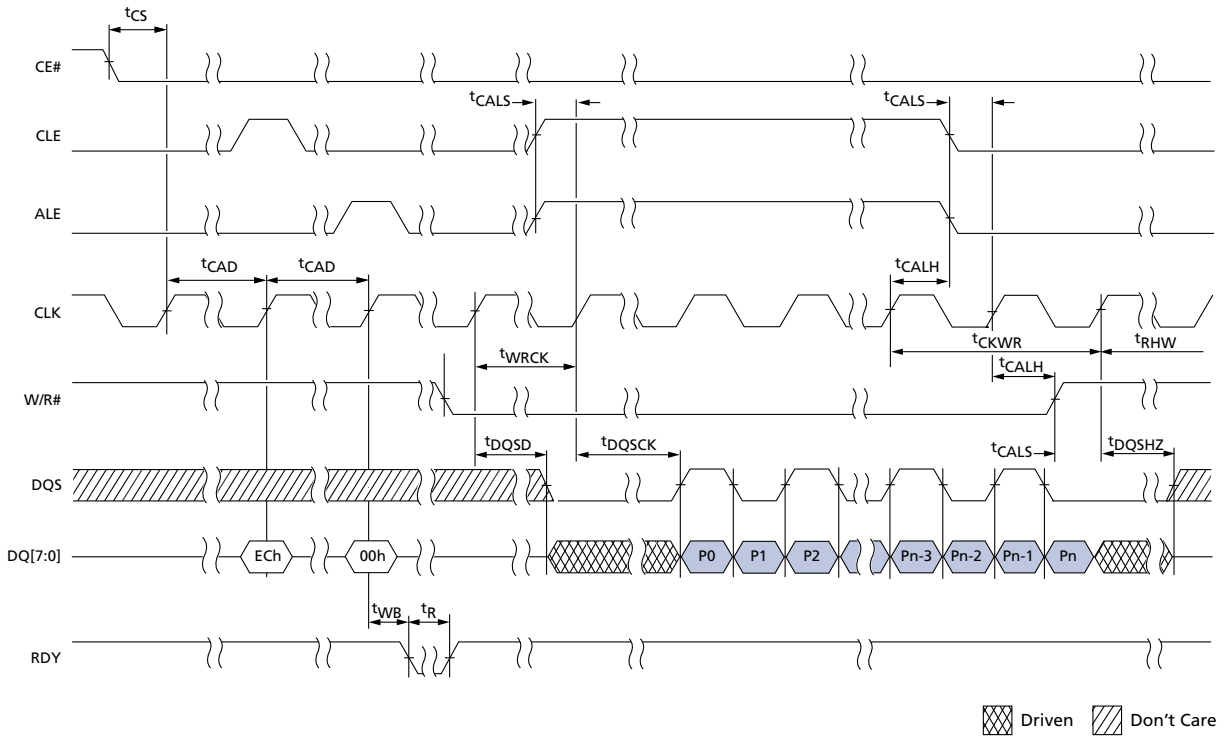 tCS
CE#
tCALS
tCALS
CLE
ALE
tCAD
tCAD
tCALH
CLK
tWRCK
tCKWR
tRHW
tCALH
W/R#
tDQSD
tDQSCK
tCALS
tDQSHZ
DQS
DQ[7:0]
ECh
00h
P0
P1
P2
Pn-3
Pn-2
Pn-1
Pn
tWB
tR
RDY
Driven
Don't Care